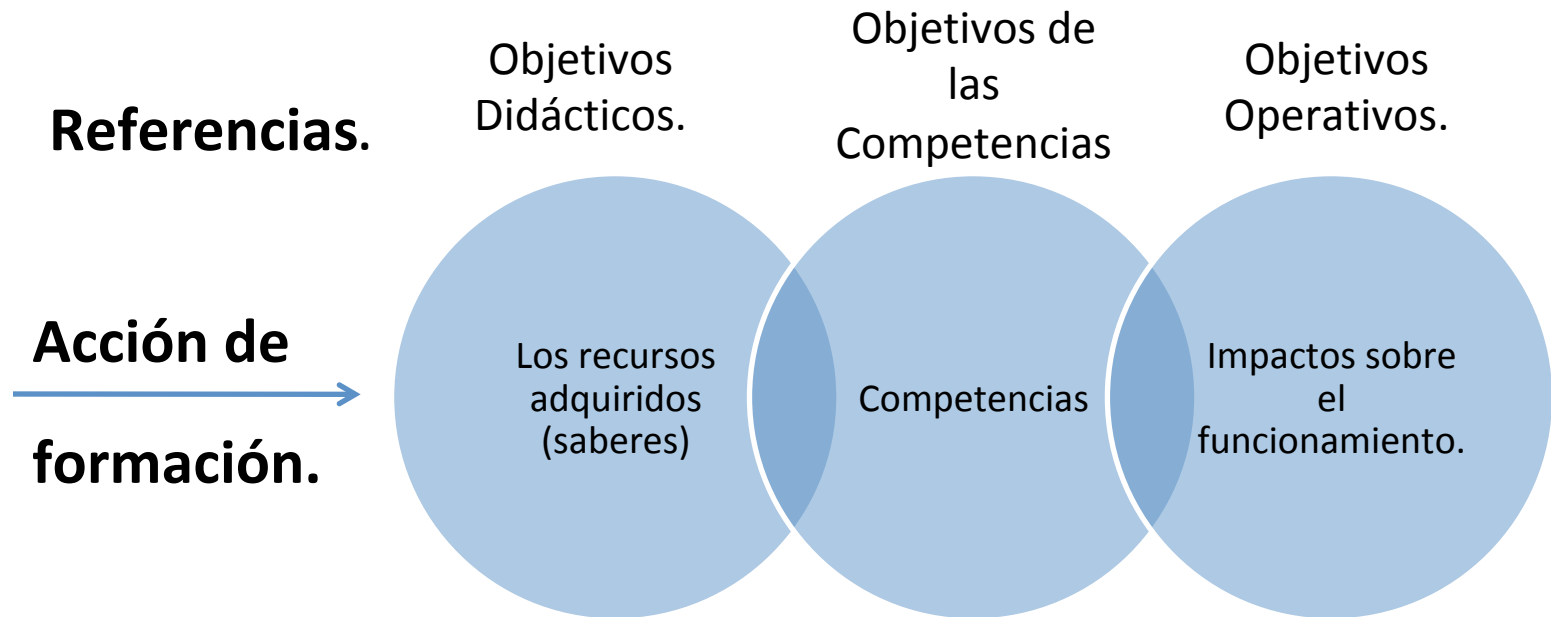 Referencias.
Objetivos
Didácticos.
Objetivos de
las
Competencias
Objetivos
Operativos.
Acción de
formación.
Los recursos
adquiridos
(saberes)
Competencias
Impactos sobre
el
funcionamiento.